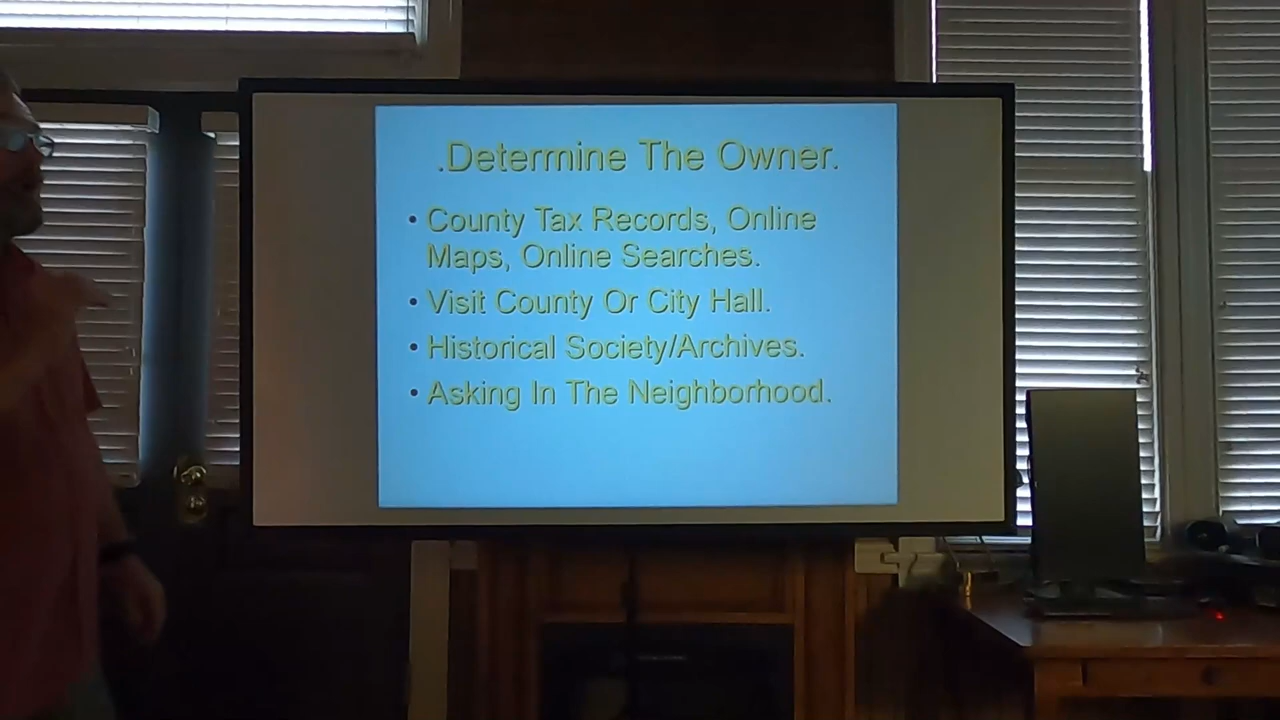 .Determine The Owner.
• County Tax Records, Online
Maps, Online Searches.
• Visit County Or City Hall.
• Historical Society/Archives.
• Asking In The Neighborhood.